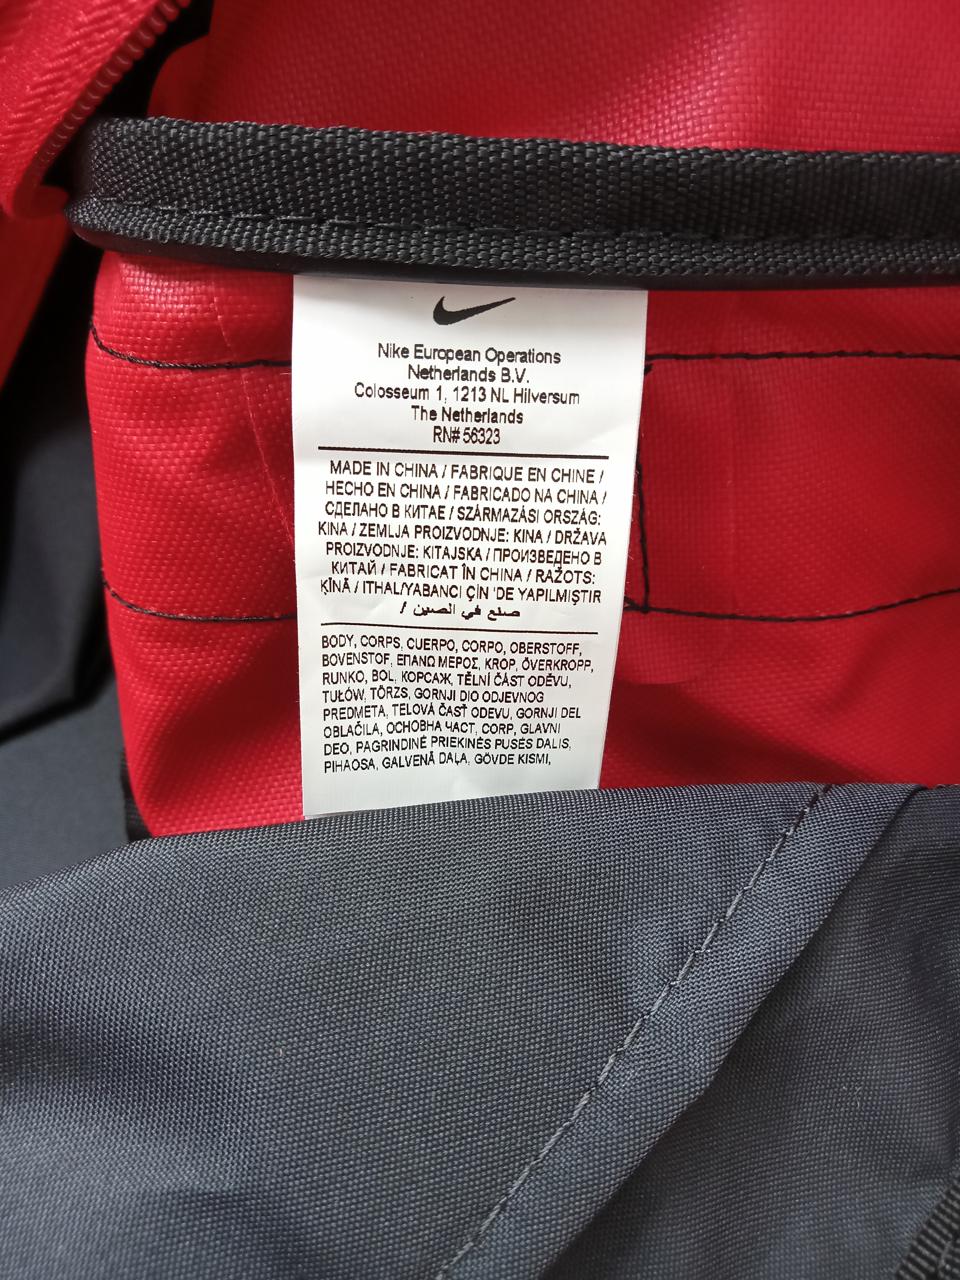 Nike European Operations
Netherlands B.V.
Colosseum 1, 1213 NL Hilversum
The Netherlands
RN# 56323
MADE IN CHINA / FABRIQUE EN CHINE /
HECHO EN CHINA / FABRICADO NA CHINA /
СДЕЛАНО В КИТАЕ / SZÁRMAZÁSI ORSZÁG:
KINA / ZEMLJA PROIZVODNJE: KINA / DRŽAVA
PROIZVODNJE: KITAJSKA / ПРОИЗВЕДЕНО В
КИТАЙ / FABRICAT ÎN CHINA / RAŽOTS:
ĶĪNĀ / ITHAL/YABANCI ÇİN 'DE YAPILMIŞTIR
/ صنع في الصين
BODY, CORPS, CUERPO, CORPO, OBERSTOFF,
BOVENSTOF, ΕΠΑΝΩ ΜΕΡΟΣ, KROP, ÖVERKROPP,
RUNKO, BOL, КОРСАЖ, TĚLNÍ ČÁST ODĚVU,
TUŁÓW, TÖRZS, GORNJI DIO ODJEVNOG
PREDMETA, TELOVÁ ČASŤ ODEVU, GORNJI DEL
OBLAČILA, ОСНОВНА ЧАСТ, CORP, GLAVNI
DEO, PAGRINDINĖ PRIEKINĖS PUSĖS DALIS,
PIHAOSA, GALVENĀ DAĻA, GÖVDE KISMI,